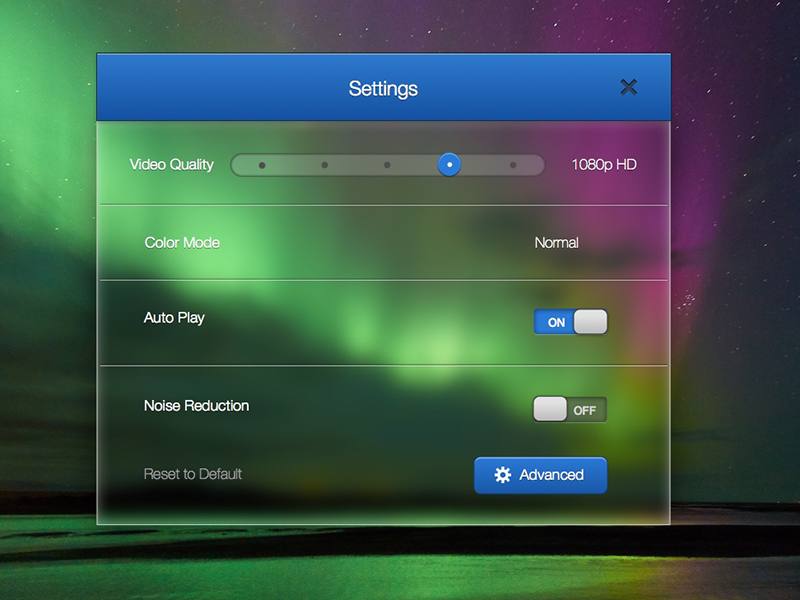 Settings
Video Quality 1080p HD
Color Mode Normal
Auto Play ON
Noise Reduction OFF
Reset to Default Advanced